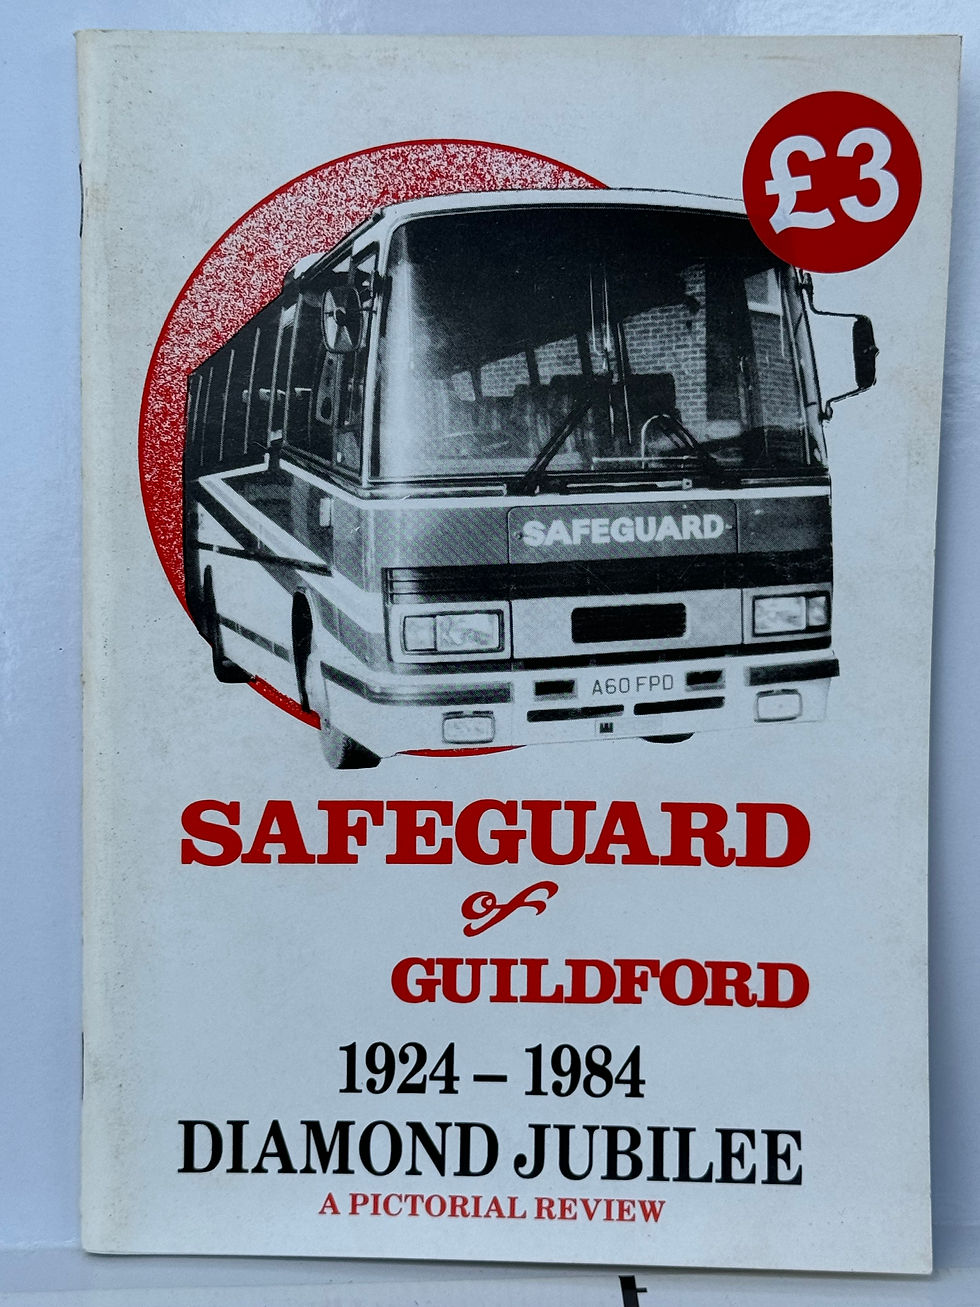 £3
SAFEGUARD
A60 FPD
SAFEGUARD
of
GUILDFORD
1924 – 1984
DIAMOND JUBILEE
A PICTORIAL REVIEW